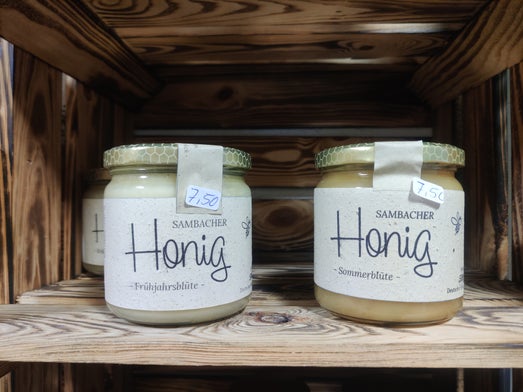 7,50
SAMBACHER
Honig
- Frühjahrsblüte -
7,50
SAMBACHER
Honig
- Sommerblüte -